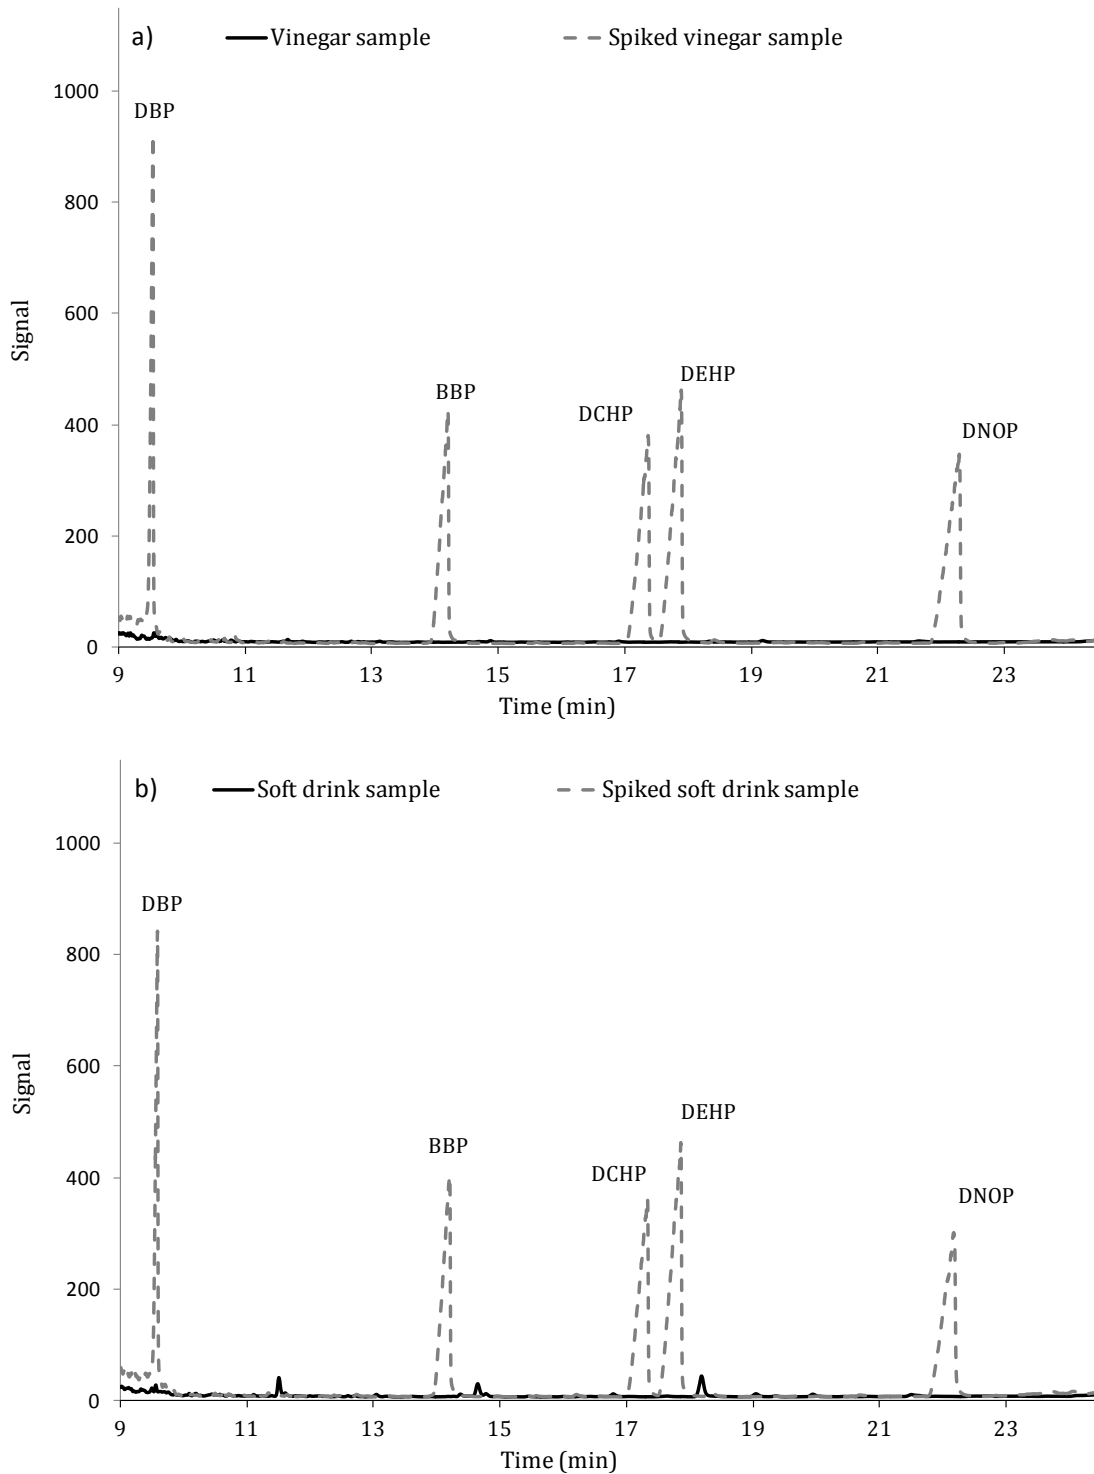 a) Vinegar sample Spiked vinegar sample
1000
DBP
800
600
Signal
DEHP
BBP
DCHP
400
DNOP
200
0
9 11 13 15 17 19 21 23
Time (min)
b) Soft drink sample Spiked soft drink sample
1000
DBP
800
600
Signal
DEHP
BBP
DCHP
400
DNOP
200
0
9 11 13 15 17 19 21 23
Time (min)